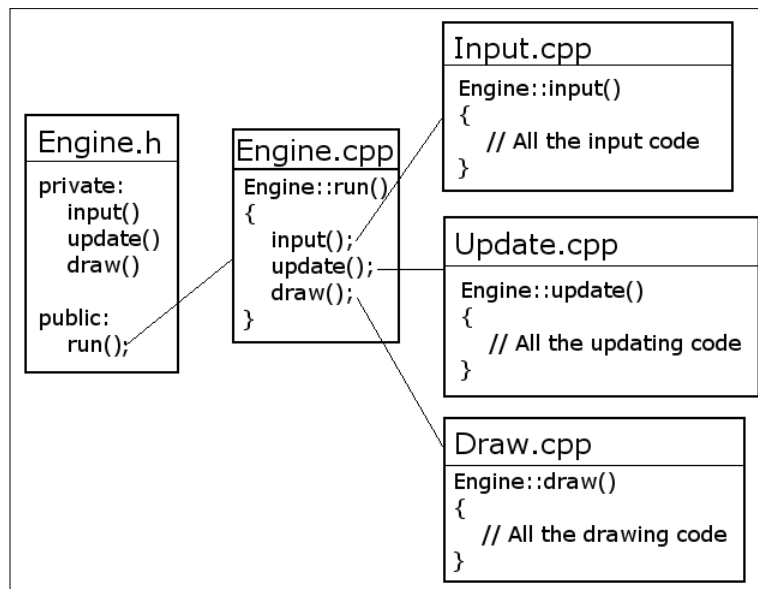 Engine.h
private:
input()
update()
draw()
public:
run();
Engine.cpp
Engine::run()
{
input();
update();
draw();
}
Input.cpp
Engine::input()
{
// All the input code
}
Update.cpp
Engine::update()
{
// All the updating code
}
Draw.cpp
Engine::draw()
{
// All the drawing code
}